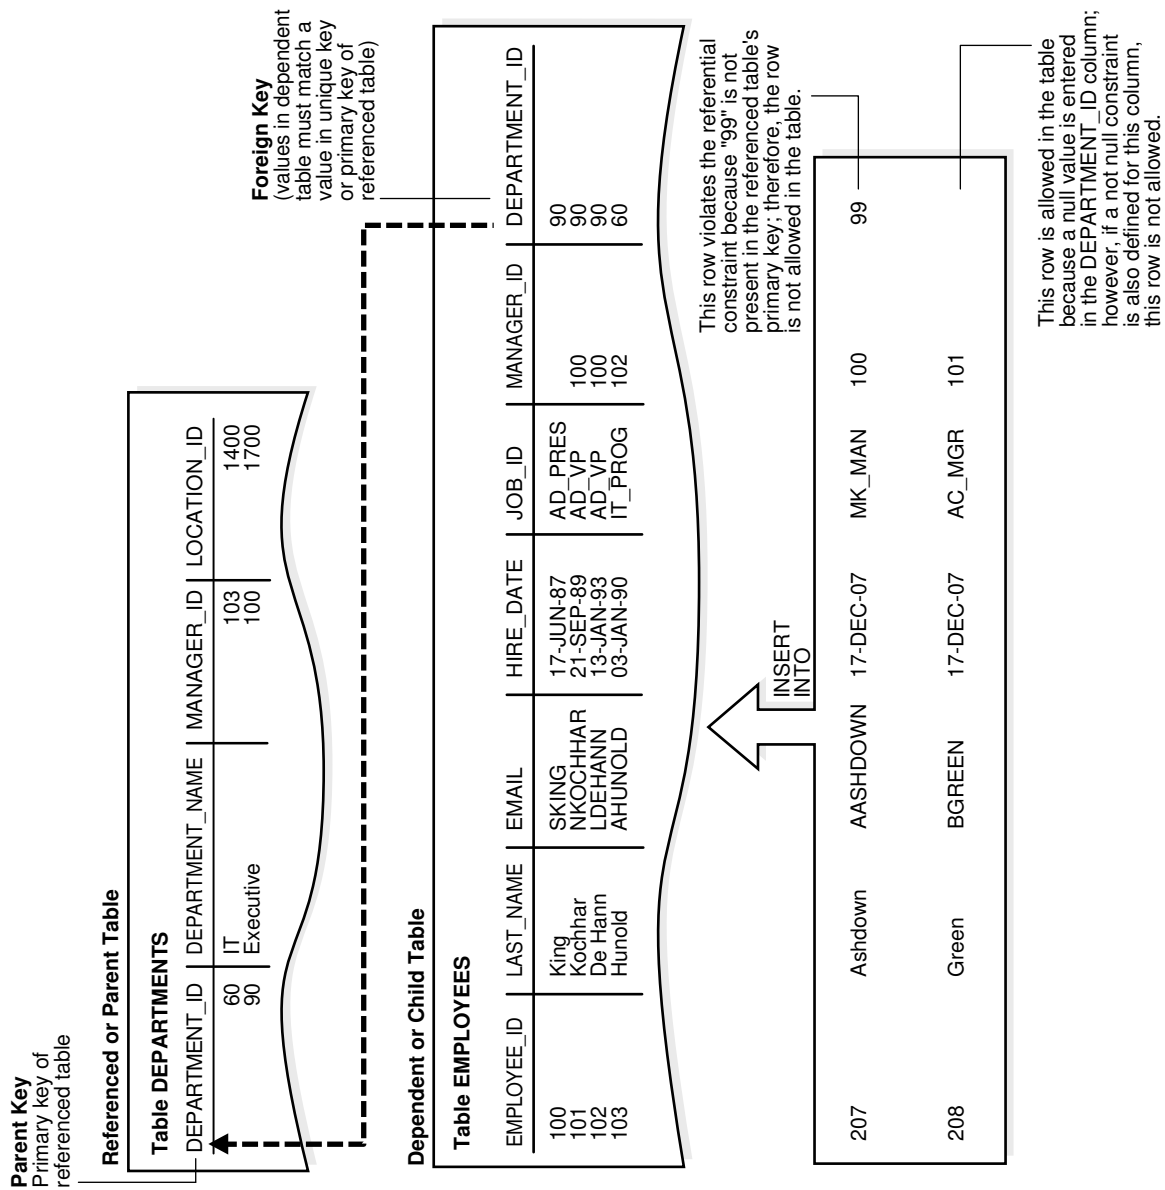 Parent Key
Primary key of
referenced table
Referenced or Parent Table
Table DEPARTMENTS
DEPARTMENT_ID DEPARTMENT_NAME MANAGER_ID LOCATION_ID
60 IT 103 1400
90 Executive 100 1700
Foreign Key
(values in dependent
table must match a
value in unique key
or primary key of
referenced table)
Dependent or Child Table
Table EMPLOYEES
EMPLOYEE_ID LAST_NAME EMAIL HIRE_DATE JOB_ID MANAGER_ID DEPARTMENT_ID
100 King SKING 17-JUN-87 AD_PRES 90
101 Kochhar NKOCHHAR 21-SEP-89 AD_VP 100 90
102 De Hann LDEHANN 13-JAN-93 AD_VP 100 90
103 Hunold AHUNOLD 03-JAN-90 IT_PROG 102 60
This row violates the referential
constraint because "99" is not
present in the referenced table's
primary key; therefore, the row
is not allowed in the table.
INSERT
INTO
207 Ashdown AASHDOWN 17-DEC-07 MK_MAN 100 99
208 Green BGREEN 17-DEC-07 AC_MGR 101
This row is allowed in the table
because a null value is entered
in the DEPARTMENT_ID column;
however, if a not null constraint
is also defined for this column,
this row is not allowed.